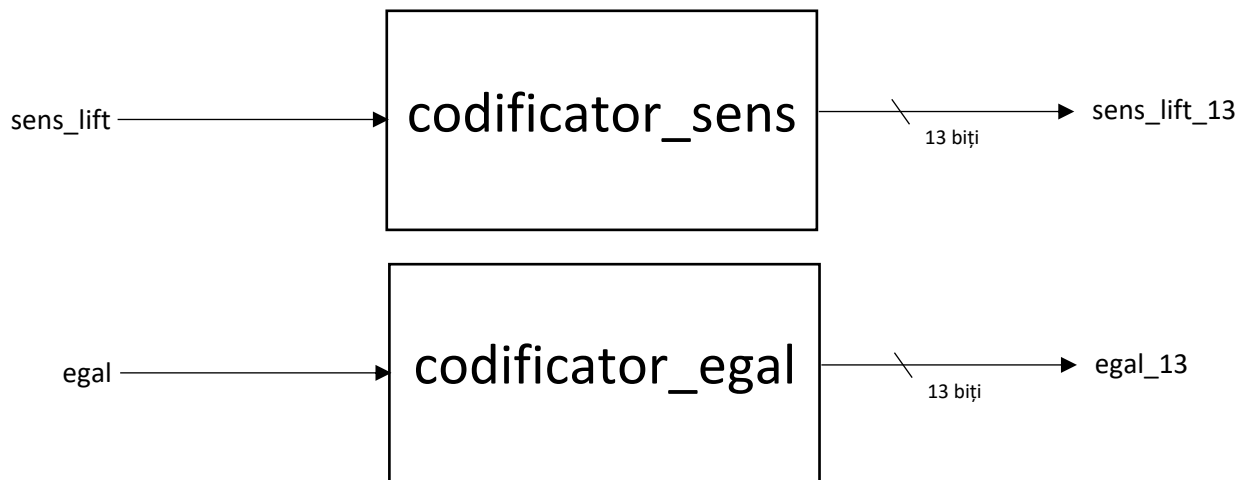 sens_lift
codificator_sens
13 biți
sens_lift_13
egal
codificator_egal
13 biți
egal_13